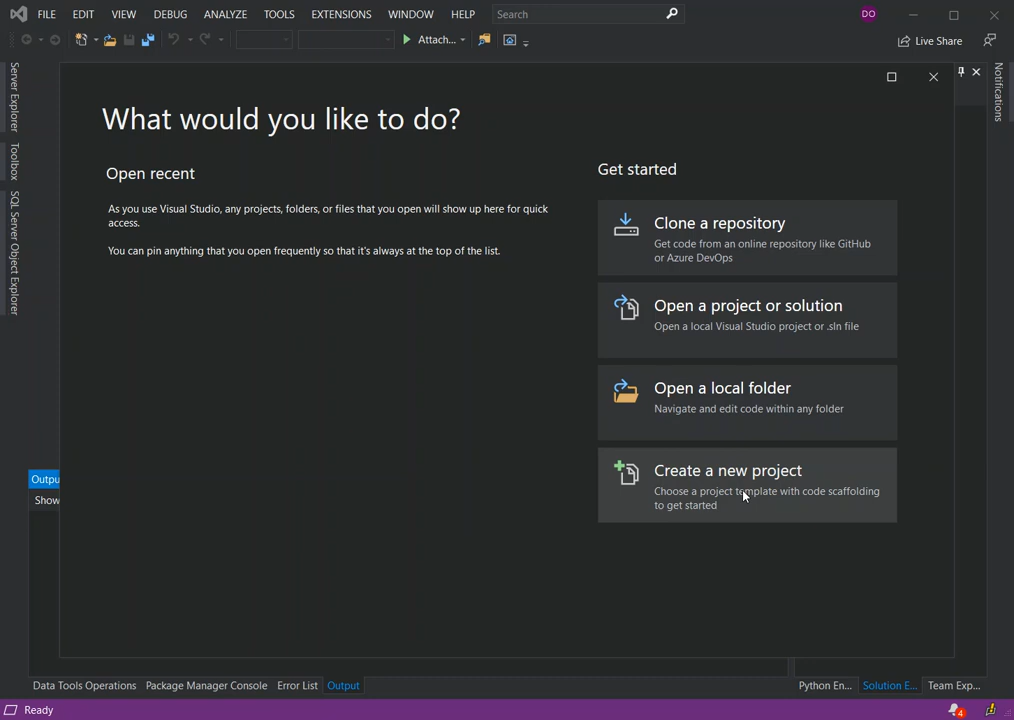 FILE EDIT VIEW DEBUG ANALYZE TOOLS EXTENSIONS WINDOW HELP Search DO
Attach... Live Share
Server Explorer
Toolbox
SQL Server Object Explorer
Notifications
What would you like to do?
Open recent
As you use Visual Studio, any projects, folders, or files that you open will show up here for quick
access.
You can pin anything that you open frequently so that it's always at the top of the list.
Get started
Clone a repository
Get code from an online repository like GitHub
or Azure DevOps
Open a project or solution
Open a local Visual Studio project or .sln file
Open a local folder
Navigate and edit code within any folder
Create a new project
Choose a project template with code scaffolding
to get started
Outpu
Show
Data Tools Operations Package Manager Console Error List Output Python En... Solution E... Team Exp...
Ready 4